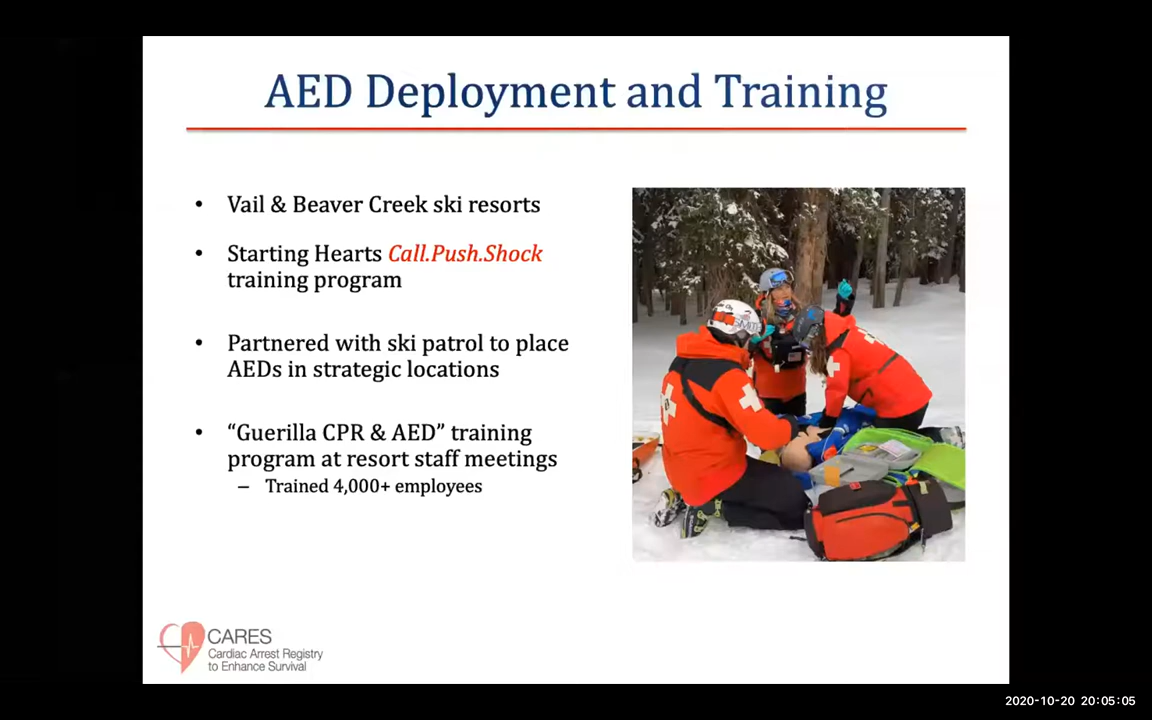 AED Deployment and Training
• Vail & Beaver Creek ski resorts
• Starting Hearts Call.Push.Shock
training program
• Partnered with ski patrol to place
AEDs in strategic locations
• “Guerilla CPR & AED” training
program at resort staff meetings
– Trained 4,000+ employees
SMITH
CARES
Cardiac Arrest Registry
to Enhance Survival
2020-10-20 20:05:05